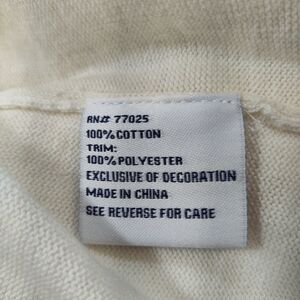 RN# 77025
100% COTTON
TRIM:
100% POLYESTER
EXCLUSIVE OF DECORATION
MADE IN CHINA
SEE REVERSE FOR CARE